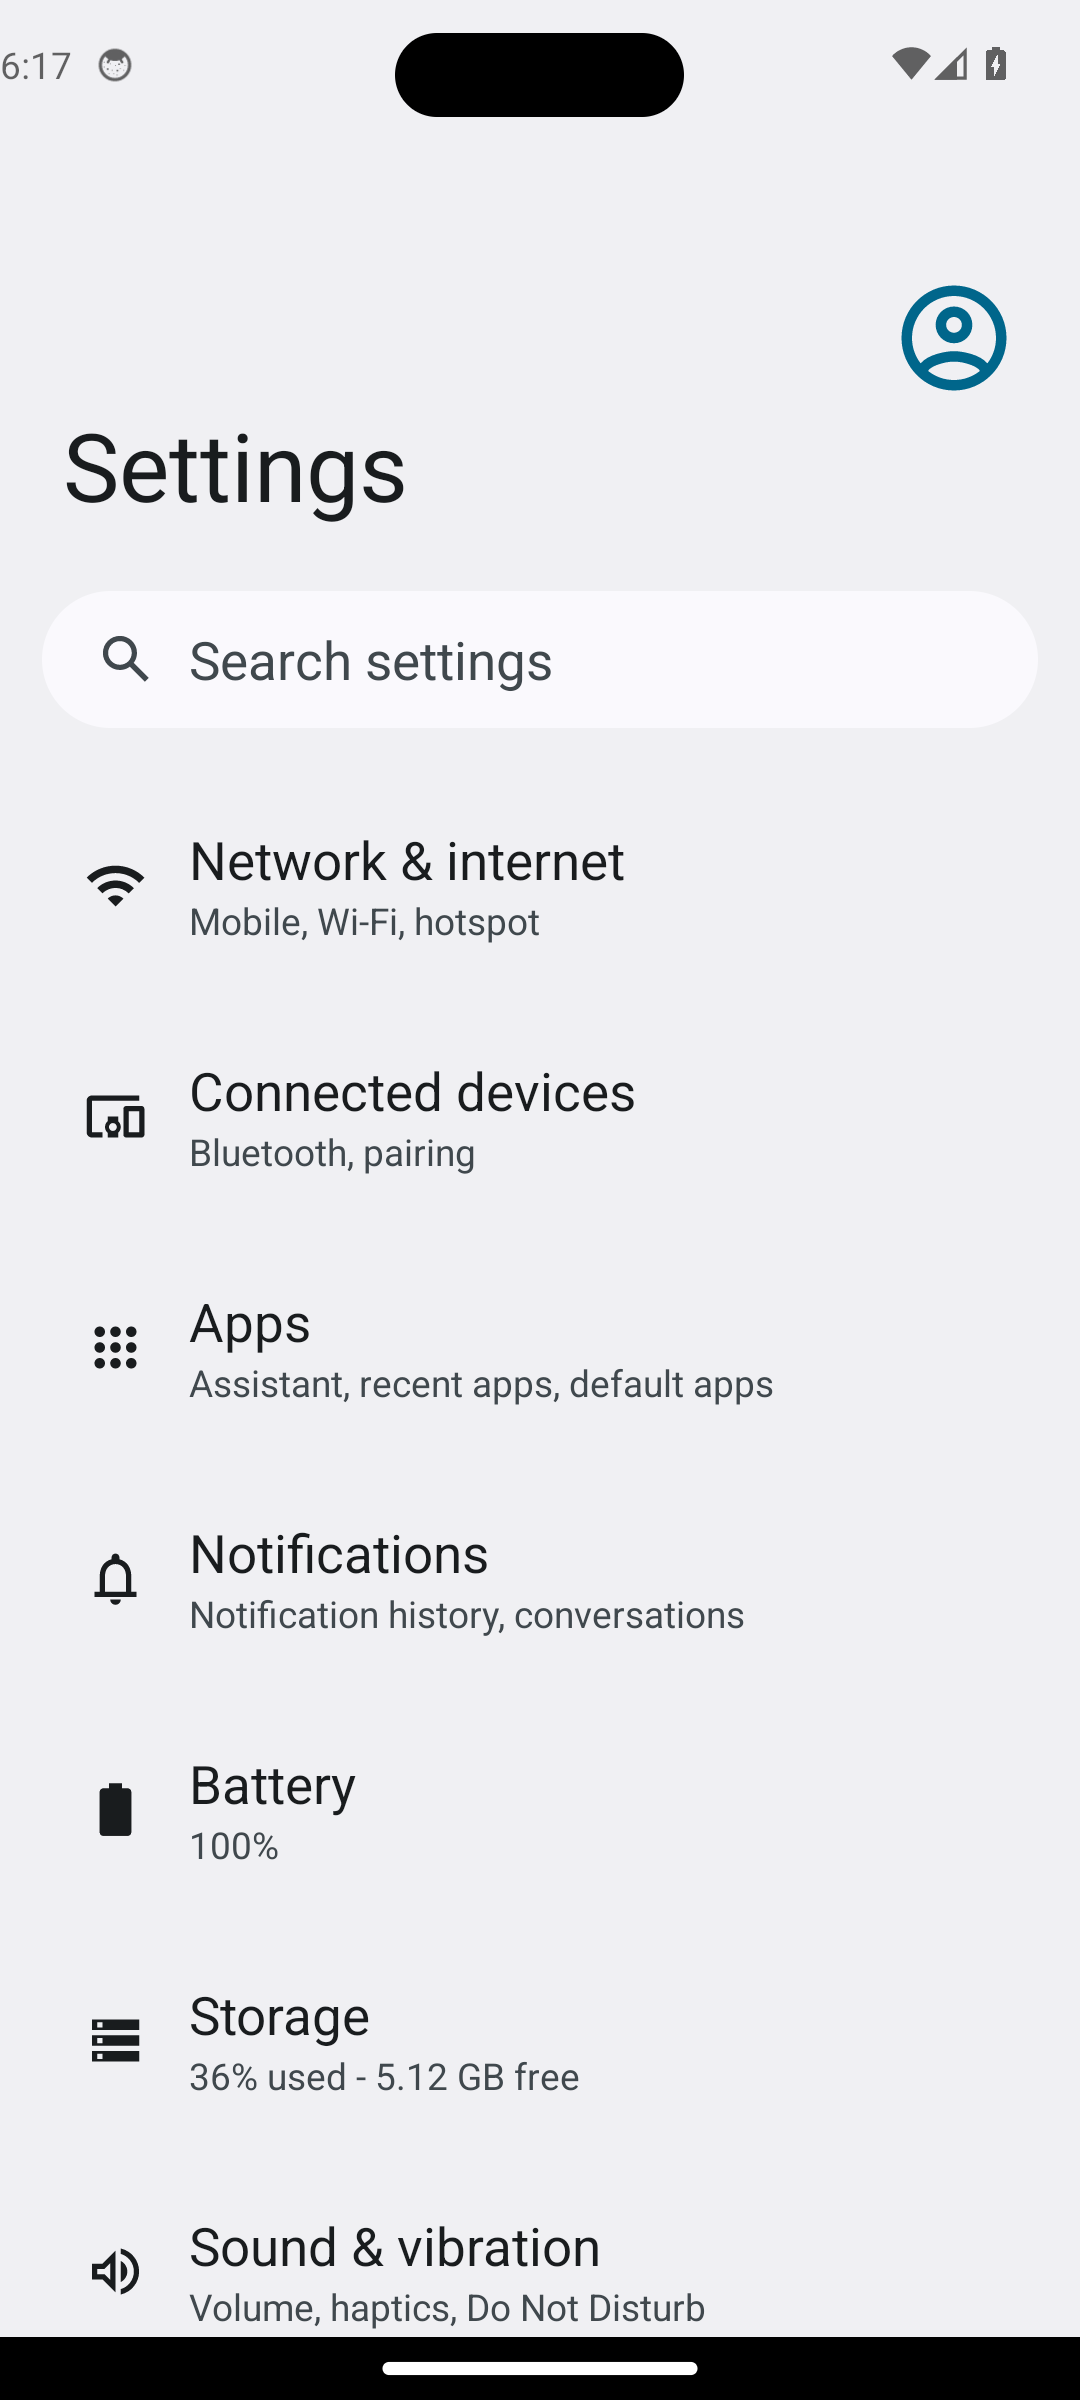 6:17
Settings
Search settings
Network & internet
Mobile, Wi-Fi, hotspot
Connected devices
Bluetooth, pairing
Apps
Assistant, recent apps, default apps
Notifications
Notification history, conversations
Battery
100%
Storage
36% used - 5.12 GB free
Sound & vibration
Volume, haptics, Do Not Disturb